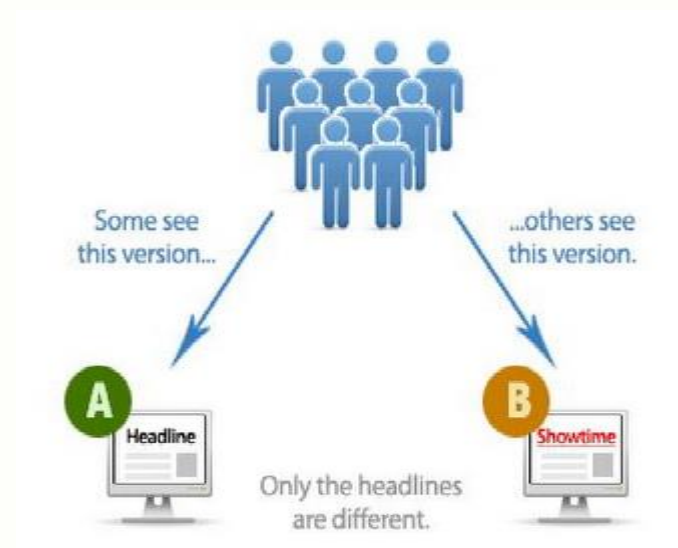 Some see
this version...
...others see
this version.
A
Headline
B
Showtime
Only the headlines
are different.